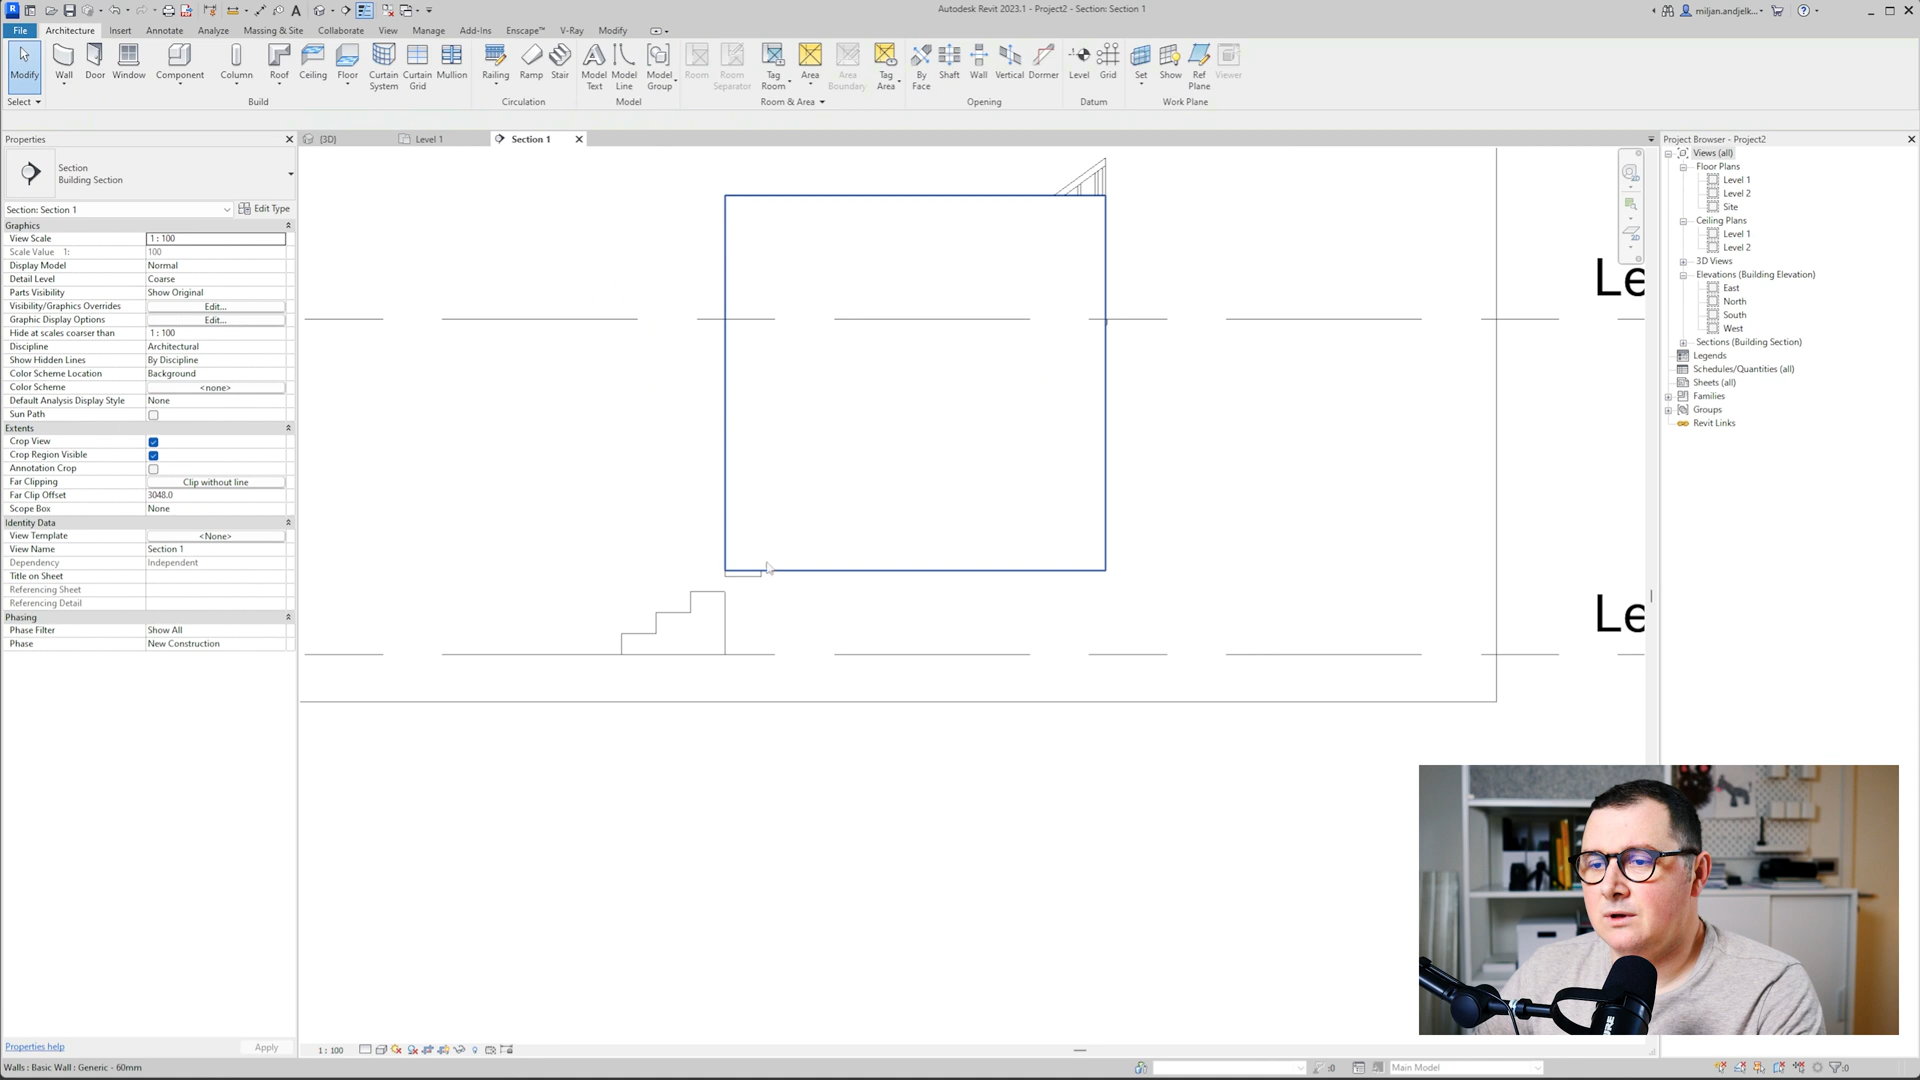 Autodesk Revit 2023.1 - Project2 - Section: Section 1
miljan.andjelk...
File Architecture Insert Annotate Analyze Massing & Site Collaborate View Manage Add-Ins Enscape™ V-Ray Modify
Modify
Wall
Door
Window
Component
Column
Roof
Ceiling
Floor
Curtain System
Curtain Grid
Mullion
Railing
Ramp
Stair
Model Text
Model Line
Model Group
Room
Room Separator
Tag Room
Area
Area Boundary
Tag Area
By Face
Shaft
Wall
Vertical
Dormer
Level
Grid
Set
Show
Ref Plane
Viewer
Select
Build
Circulation
Model
Room & Area
Opening
Datum
Work Plane
Properties
{3D}
Level 1
Section 1
Project Browser - Project2
Section
Building Section
Section: Section 1
Edit Type
Graphics
View Scale 1 : 100
Scale Value 1: 100
Display Model Normal
Detail Level Coarse
Parts Visibility Show Original
Visibility/Graphics Overrides Edit...
Graphic Display Options Edit...
Hide at scales coarser than 1 : 100
Discipline Architectural
Show Hidden Lines By Discipline
Color Scheme Location Background
Color Scheme <none>
Default Analysis Display Style None
Sun Path
Extents
Crop View
Crop Region Visible
Annotation Crop
Far Clipping Clip without line
Far Clip Offset 3048.0
Scope Box None
Identity Data
View Template <None>
View Name Section 1
Dependency Independent
Title on Sheet
Referencing Sheet
Referencing Detail
Phasing
Phase Filter Show All
Phase New Construction
Properties help
Apply
Le
Le
2D
2D
Views (all)
Floor Plans
Level 1
Level 2
Site
Ceiling Plans
Level 1
Level 2
3D Views
Elevations (Building Elevation)
East
North
South
West
Sections (Building Section)
Legends
Schedules/Quantities (all)
Sheets (all)
Families
Groups
Revit Links
1 : 100
Walls : Basic Wall : Generic - 60mm
:0
Main Model
:0